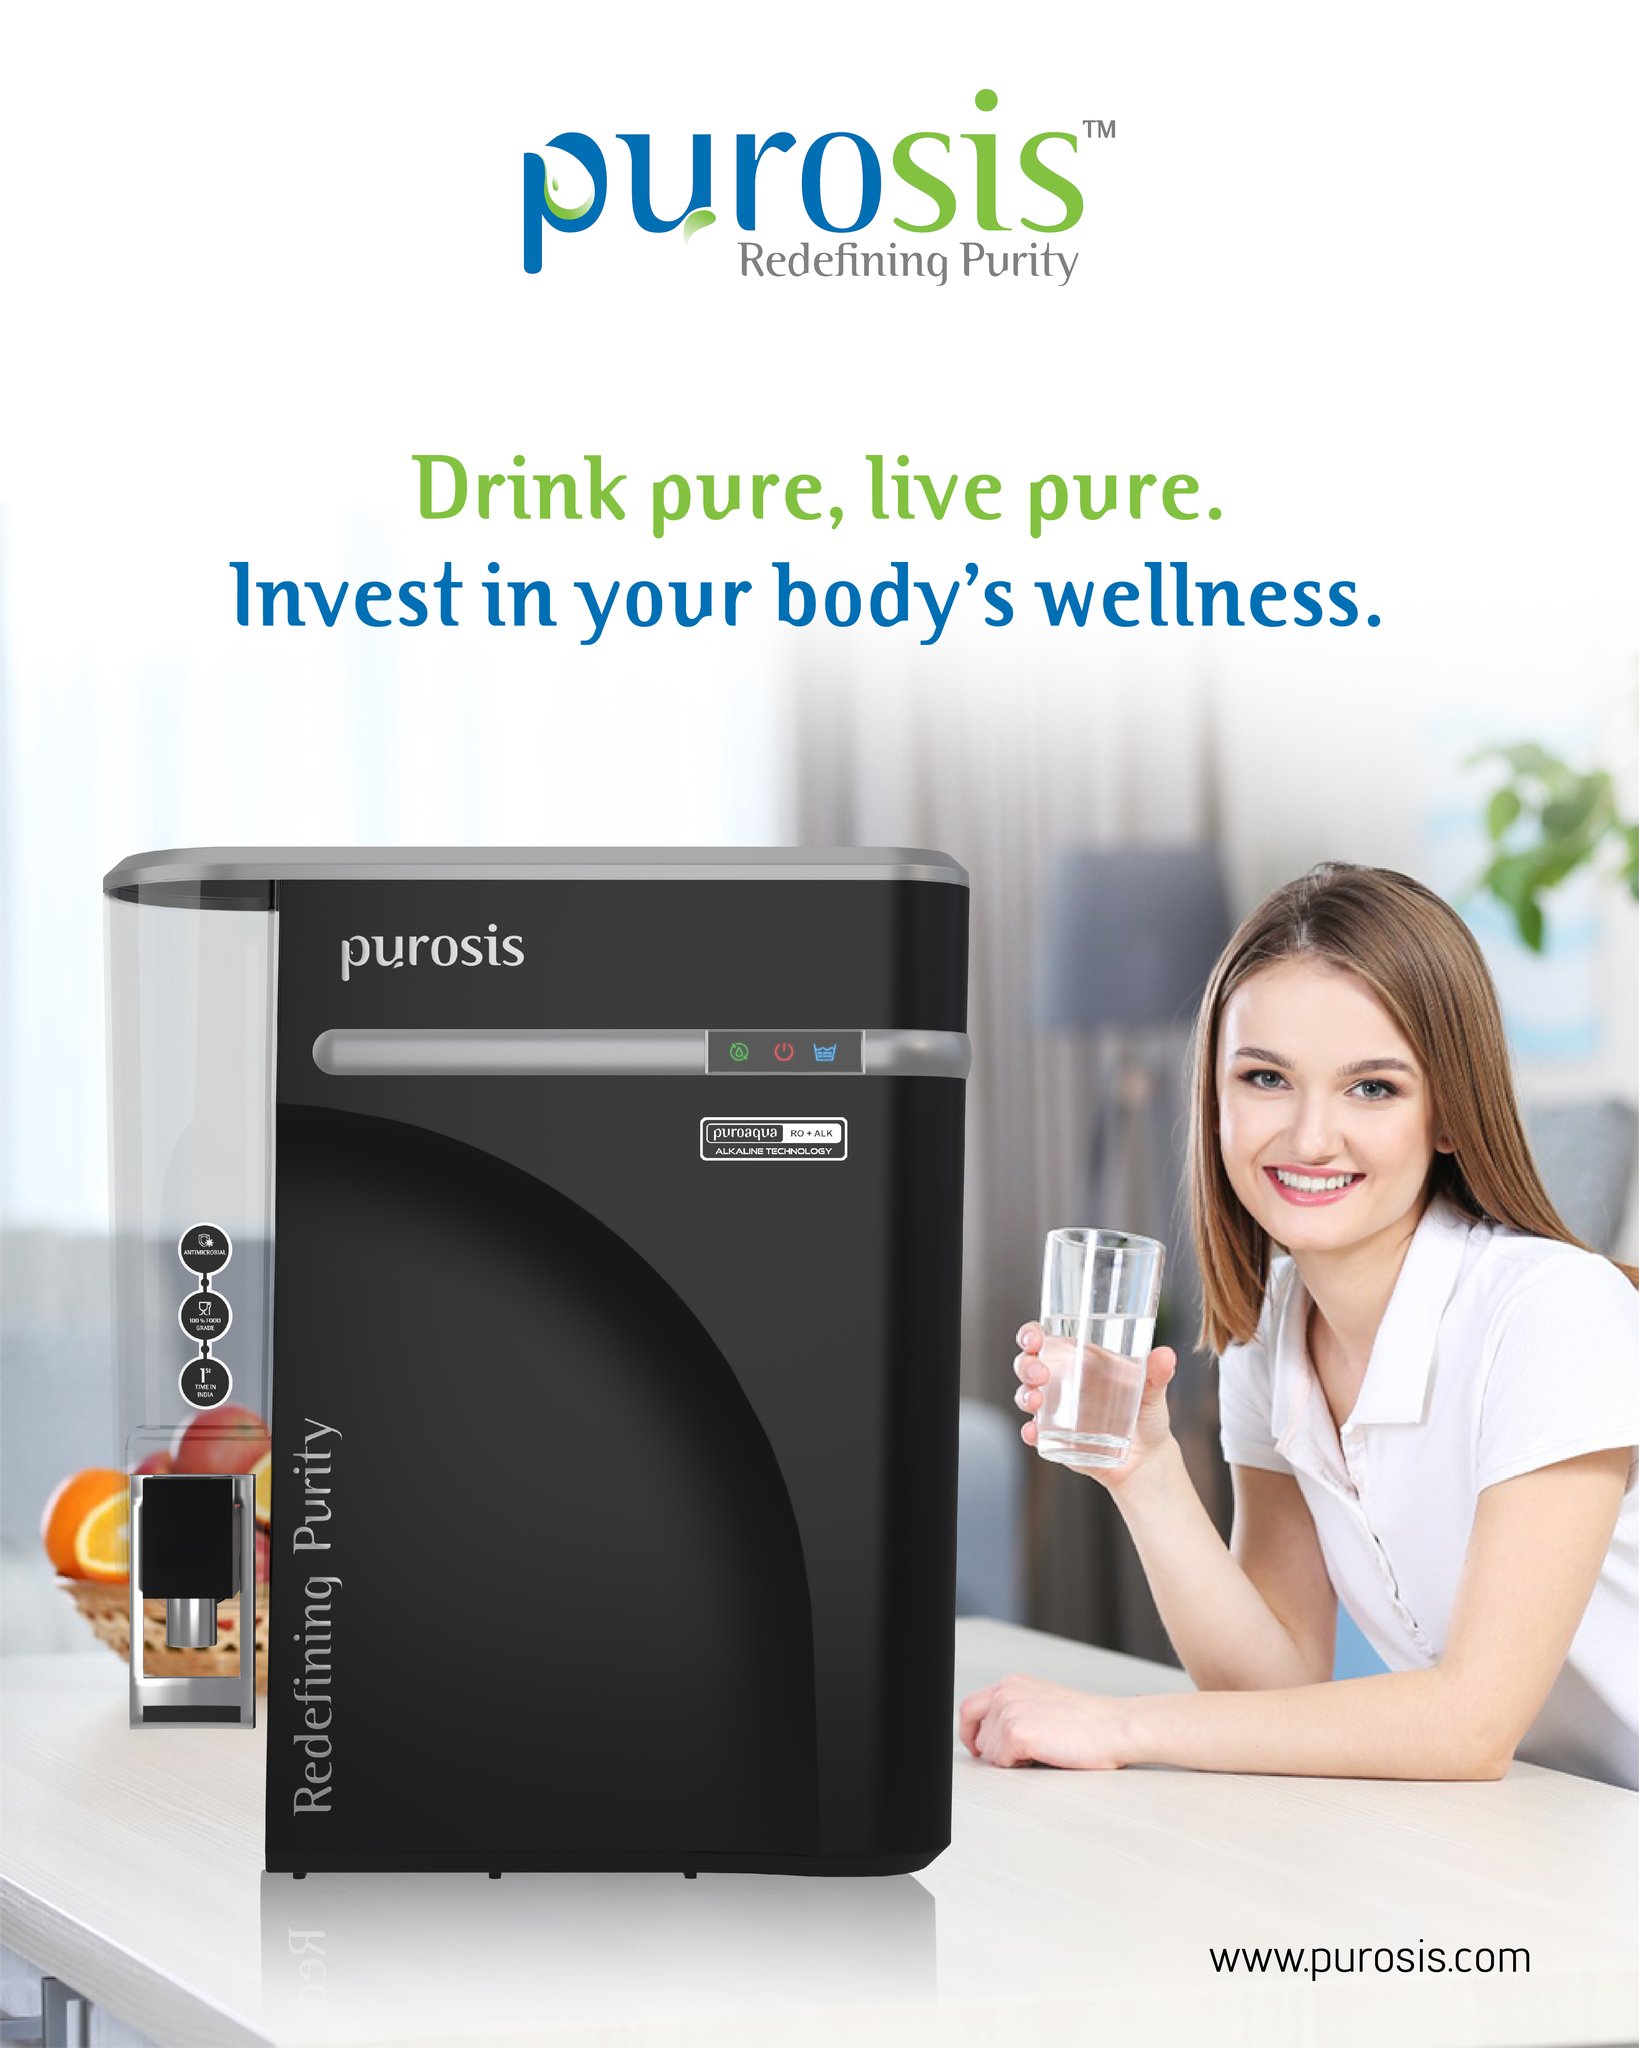 purosis™
Redefining Purity
Drink pure, live pure.
Invest in your body's wellness.
purosis
puroaqua RO + ALK
ALKALINE TECHNOLOGY
ANTIMICROBIAL
100 % FOOD
GRADE
1ST
TIME IN
INDIA
Redefining Purity
www.purosis.com